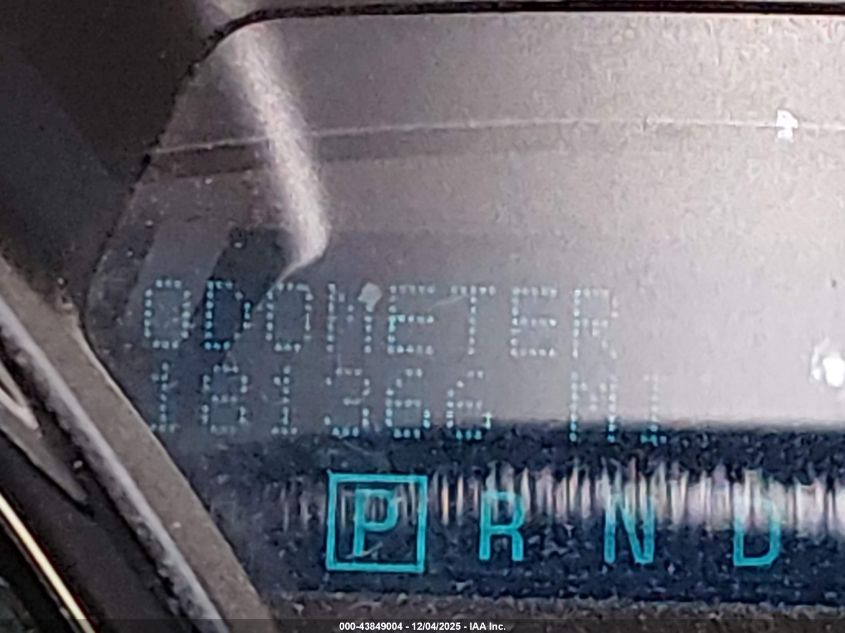 ODOMETER
181366 MI
P R N D
000-43849004 - 12/04/2025 - IAA Inc.